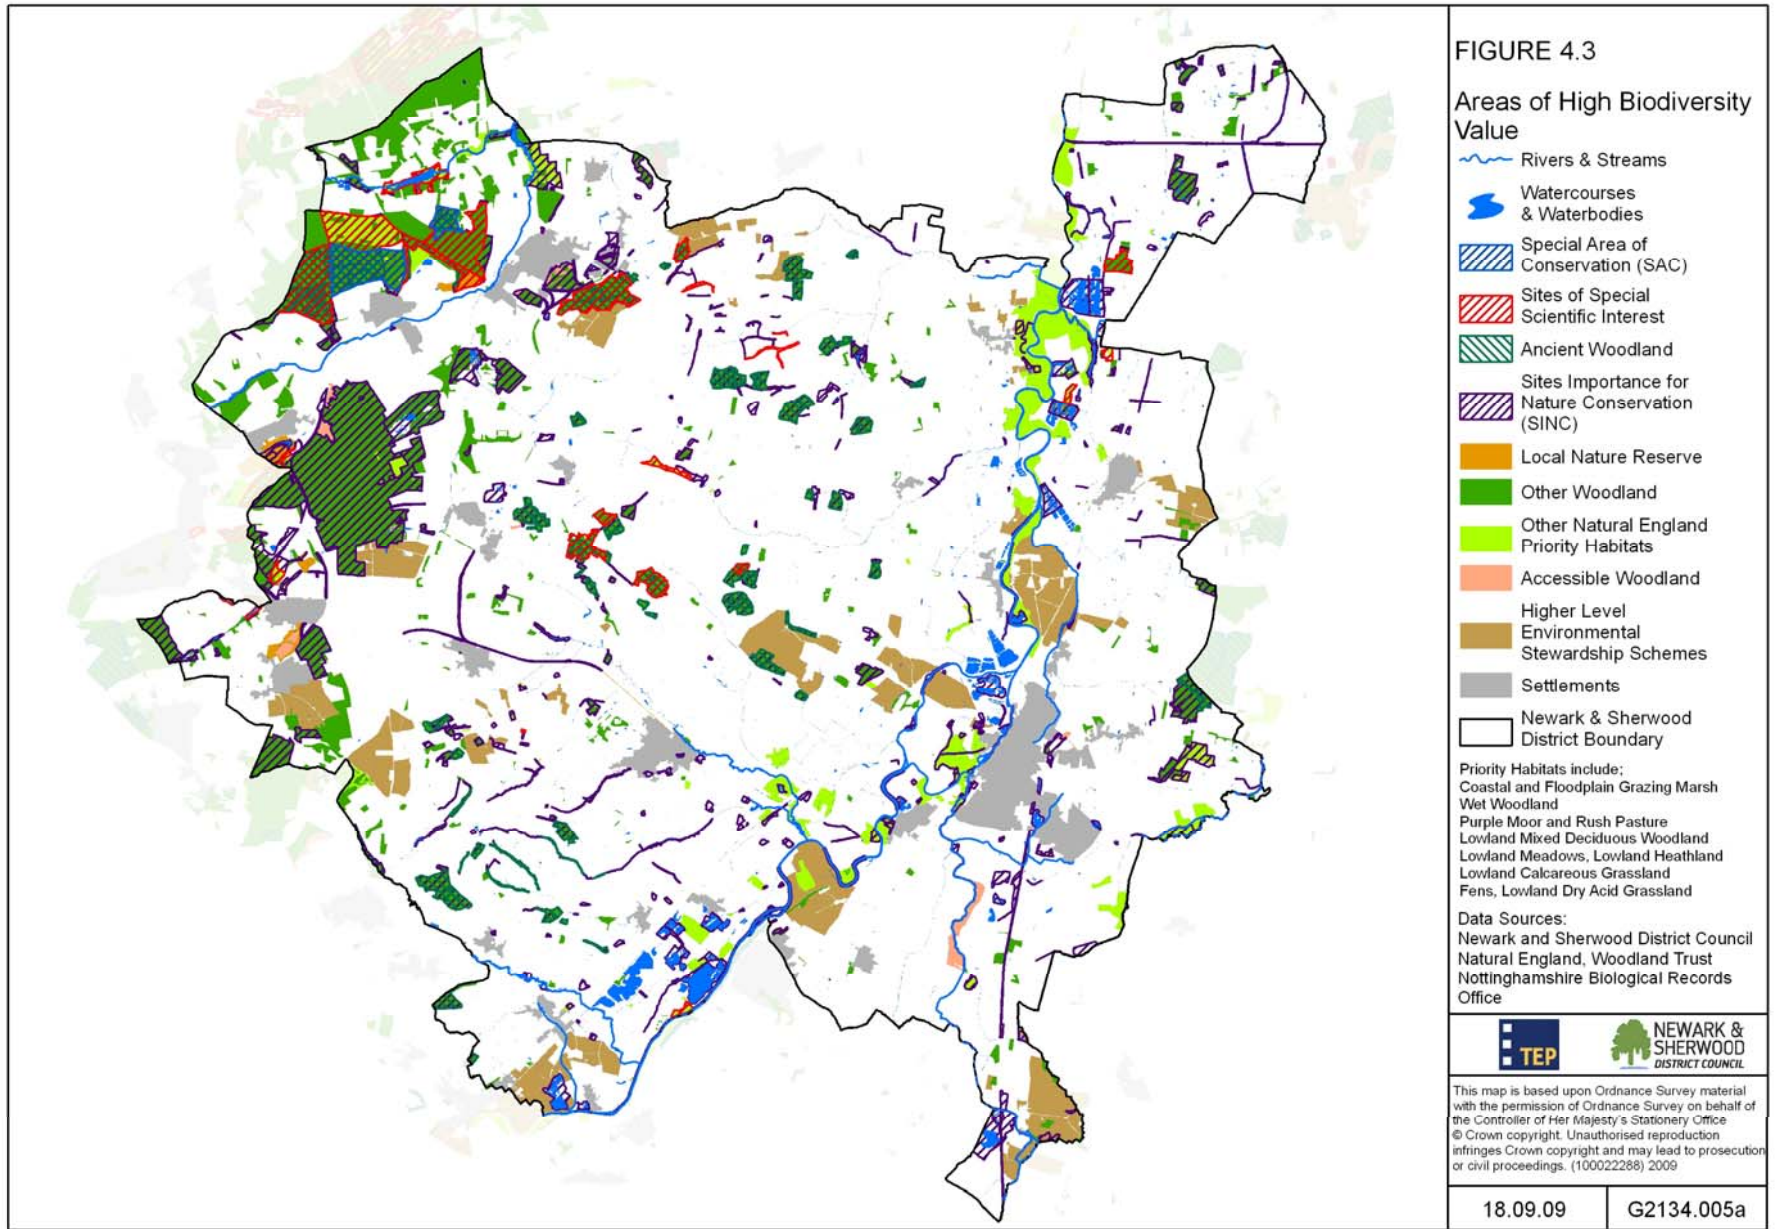 FIGURE 4.3
Areas of High Biodiversity
Value
Rivers & Streams
Watercourses
& Waterbodies
Special Area of
Conservation (SAC)
Sites of Special
Scientific Interest
Ancient Woodland
Sites Importance for
Nature Conservation
(SINC)
Local Nature Reserve
Other Woodland
Other Natural England
Priority Habitats
Accessible Woodland
Higher Level
Environmental
Stewardship Schemes
Settlements
Newark & Sherwood
District Boundary
Priority Habitats include;
Coastal and Floodplain Grazing Marsh
Wet Woodland
Purple Moor and Rush Pasture
Lowland Mixed Deciduous Woodland
Lowland Meadows, Lowland Heathland
Lowland Calcareous Grassland
Fens, Lowland Dry Acid Grassland
Data Sources:
Newark and Sherwood District Council
Natural England, Woodland Trust
Nottinghamshire Biological Records
Office
TEP
NEWARK &
SHERWOOD
DISTRICT COUNCIL
This map is based upon Ordnance Survey material
with the permission of Ordnance Survey on behalf of
the Controller of Her Majesty's Stationery Office
© Crown copyright. Unauthorised reproduction
infringes Crown copyright and may lead to prosecution
or civil proceedings. (100022288) 2009
18.09.09
G2134.005a